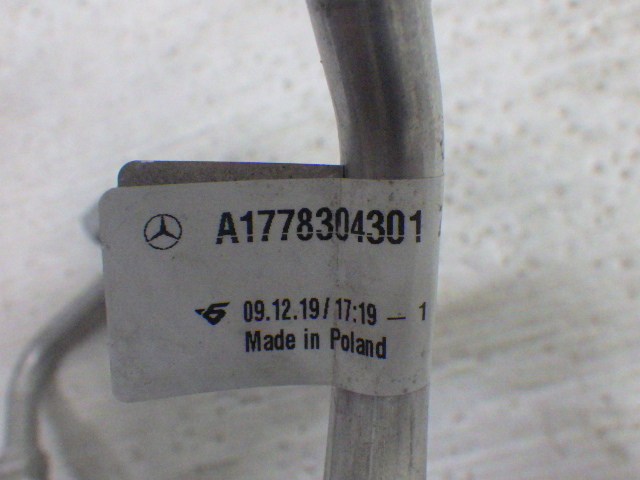 A1778304301
09.12.19/17:19 – 1
Made in Poland